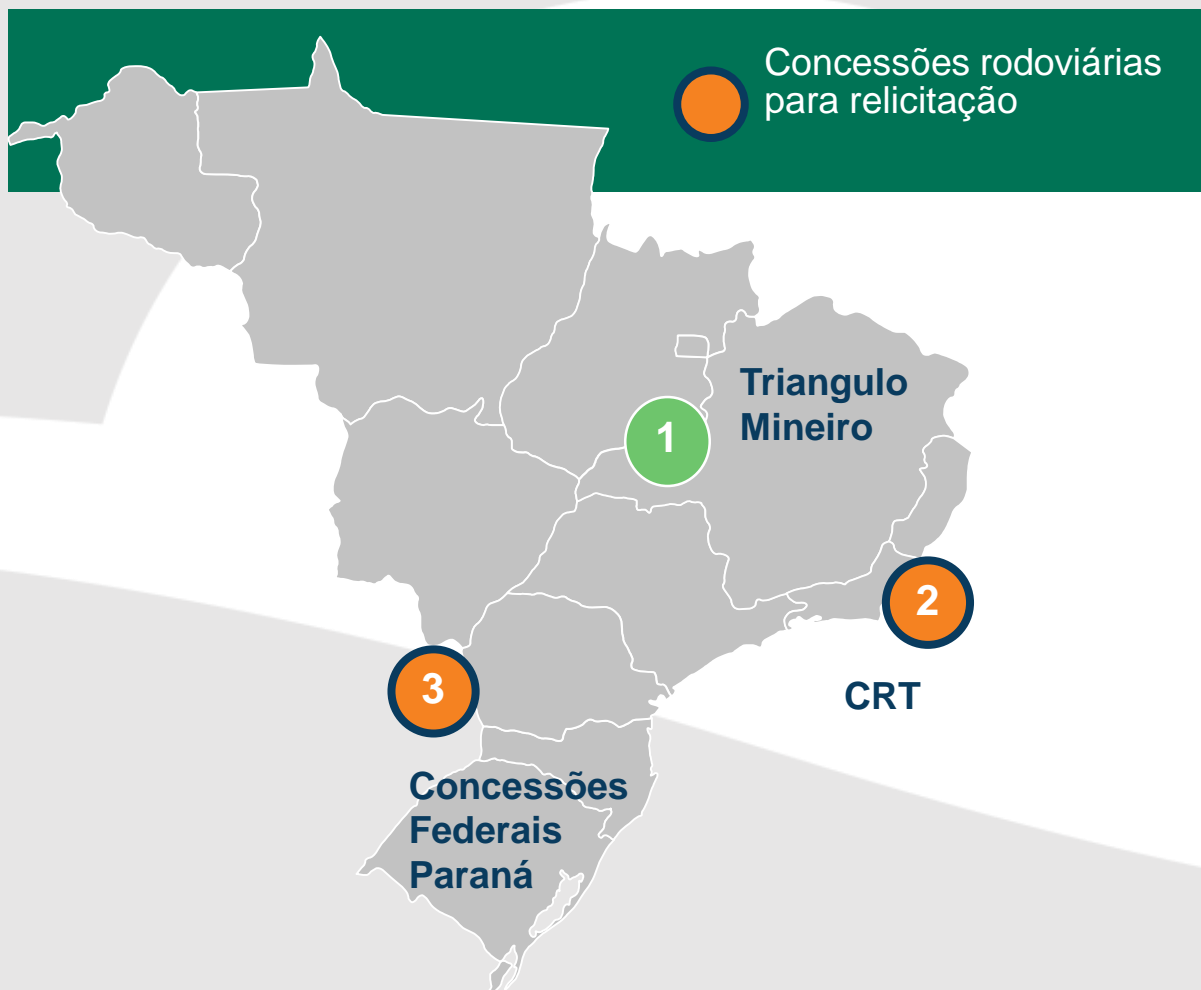 Concessões rodoviárias
para relicitação
Triangulo
Mineiro
1
2
CRT
3
Concessões
Federais
Paraná